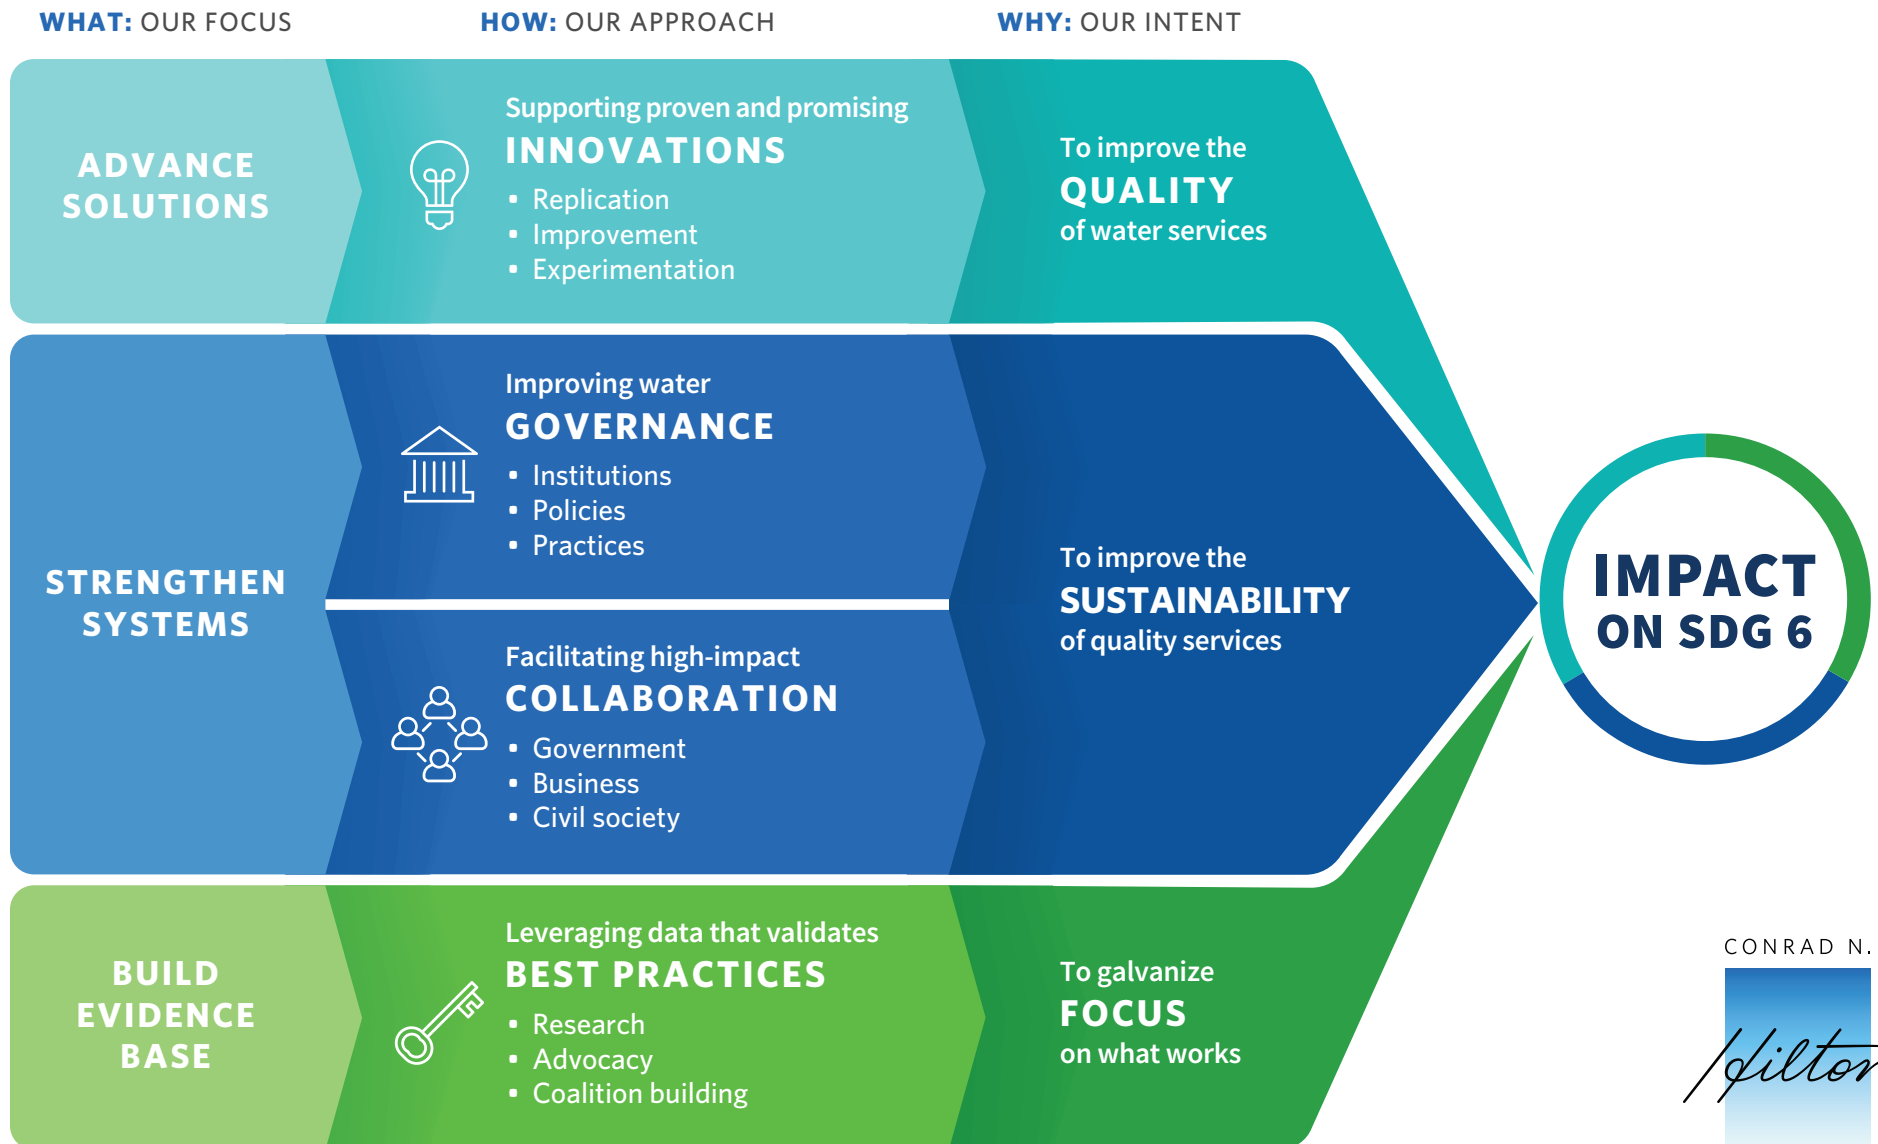 WHAT: OUR FOCUS
HOW: OUR APPROACH
WHY: OUR INTENT
ADVANCE
SOLUTIONS
Supporting proven and promising
INNOVATIONS
▪ Replication
▪ Improvement
▪ Experimentation
To improve the
QUALITY
of water services
STRENGTHEN
SYSTEMS
Improving water
GOVERNANCE
▪ Institutions
▪ Policies
▪ Practices
Facilitating high-impact
COLLABORATION
▪ Government
▪ Business
▪ Civil society
To improve the
SUSTAINABILITY
of quality services
BUILD
EVIDENCE
BASE
Leveraging data that validates
BEST PRACTICES
▪ Research
▪ Advocacy
▪ Coalition building
To galvanize
FOCUS
on what works
IMPACT
ON SDG 6
CONRAD N.
Hilton